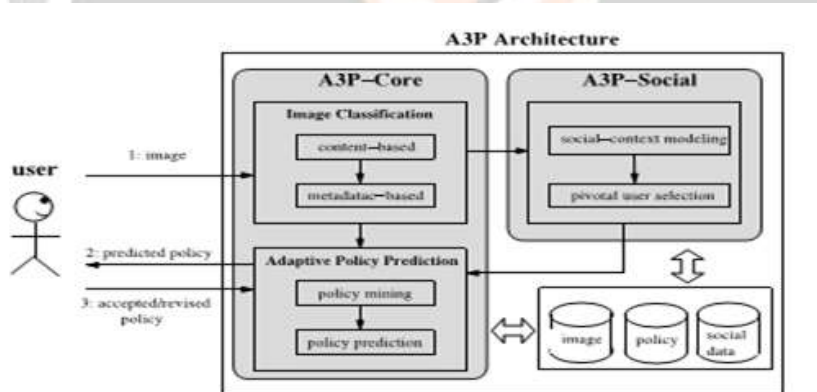 A3P Architecture
A3P-Core
A3P-Social
Image Classification
content-based
metadatac-based
social-context modeling
pivotal user selection
user
1: image
2: predicted policy
3: accepted/revised
policy
Adaptive Policy Prediction
policy mining
policy prediction
image
policy
social
data